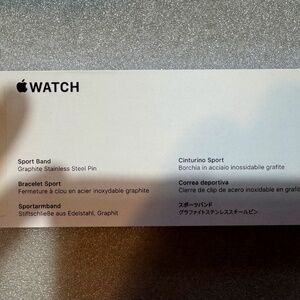 WATCH
Sport Band
Graphite Stainless Steel Pin
Bracelet Sport
Fermeture à clou en acier inoxydable graphite
Sportarmband
Stiftschließe aus Edelstahl, Graphit
Cinturino Sport
Borchia in acciaio inossidabile grafite
Correa deportiva
Cierre de clip de acero inoxidable en grafit
スポーツバンド
グラファイトステンレススチールピン